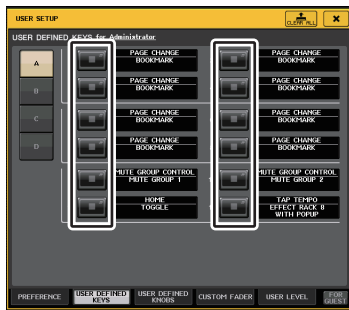 USER SETUP
CLEAR ALL
USER DEFINED KEYS for Administrator
A
PAGE CHANGE
BOOKMARK
PAGE CHANGE
BOOKMARK
B
PAGE CHANGE
BOOKMARK
PAGE CHANGE
BOOKMARK
C
PAGE CHANGE
BOOKMARK
PAGE CHANGE
BOOKMARK
D
PAGE CHANGE
BOOKMARK
PAGE CHANGE
BOOKMARK
MUTE GROUP CONTROL
MUTE GROUP 1
MUTE GROUP CONTROL
MUTE GROUP 2
HOME
TOGGLE
TAP TEMPO
EFFECT RACK 8
WITH POPUP
PREFERENCE
USER DEFINED
KEYS
USER DEFINED
KNOBS
CUSTOM FADER
USER LEVEL
FOR
GUEST